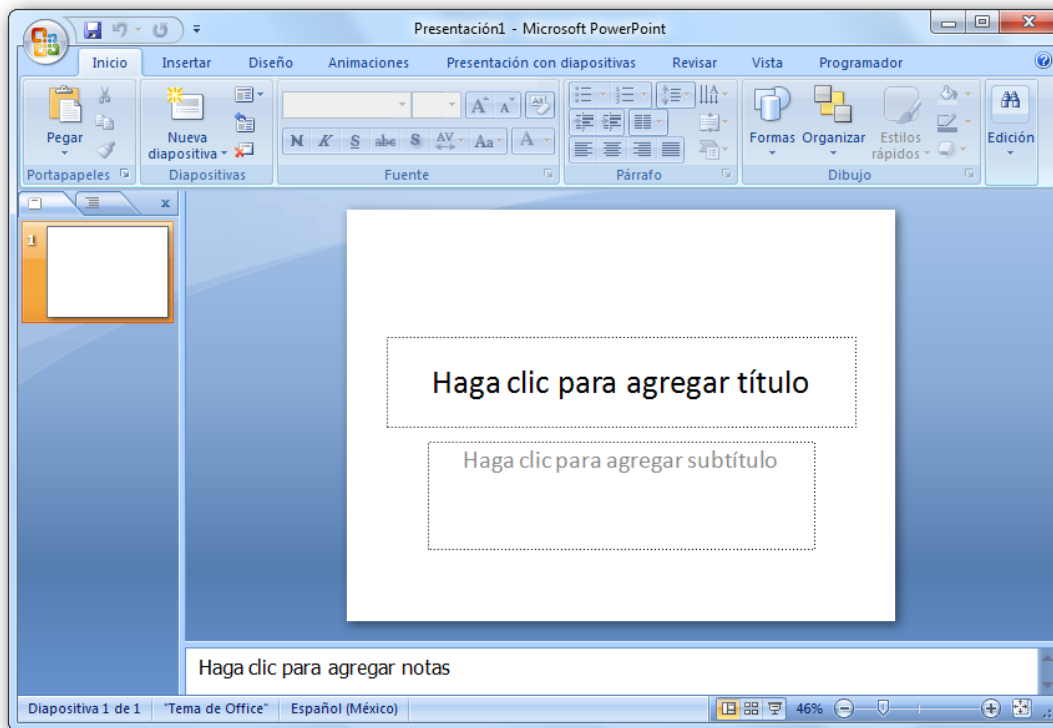 Presentación1 - Microsoft PowerPoint
Inicio Insertar Diseño Animaciones Presentación con diapositivas Revisar Vista Programador
Pegar
Nueva
diapositiva
N K S abc S AV Aa A
Formas Organizar Estilos
rápidos
Edición
Portapapeles Diapositivas Fuente Párrafo Dibujo
1
Haga clic para agregar título
Haga clic para agregar subtítulo
Haga clic para agregar notas
Diapositiva 1 de 1 "Tema de Office" Español (México) 46%